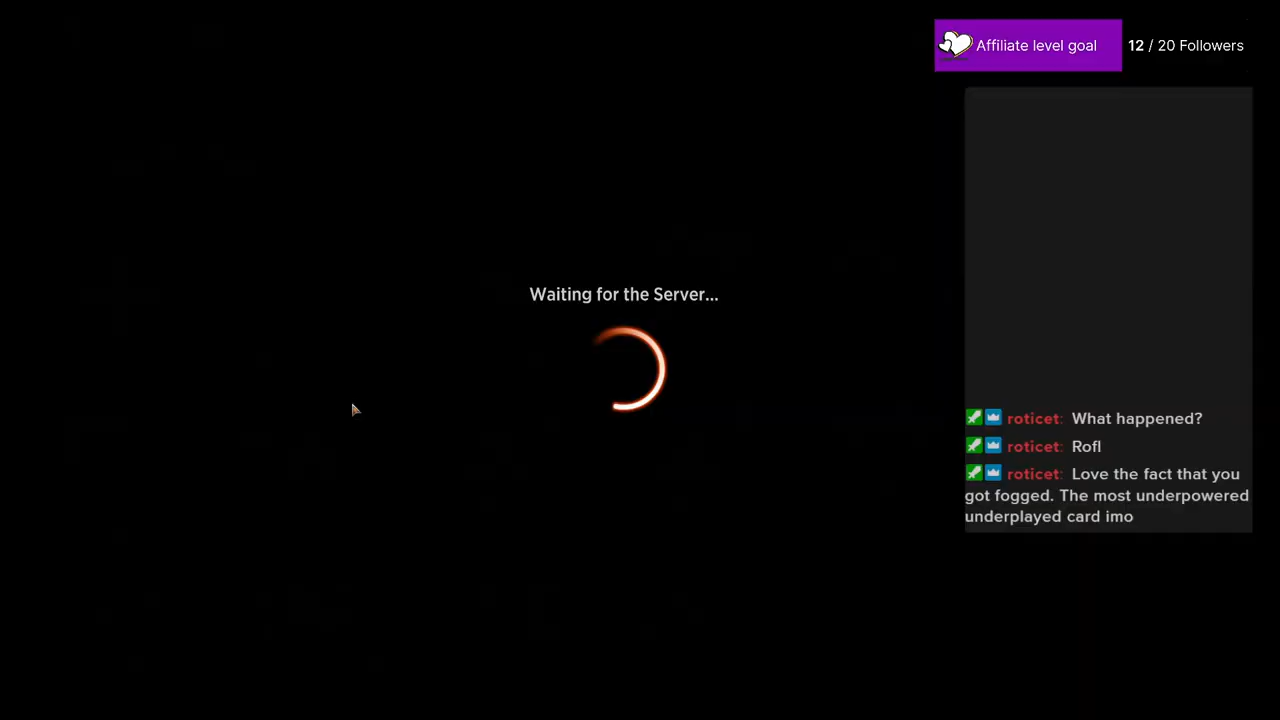 Affiliate level goal 12 / 20 Followers
Waiting for the Server...
roticet: What happened?
roticet: Rofl
roticet: Love the fact that you
got fogged. The most underpowered
underplayed card imo